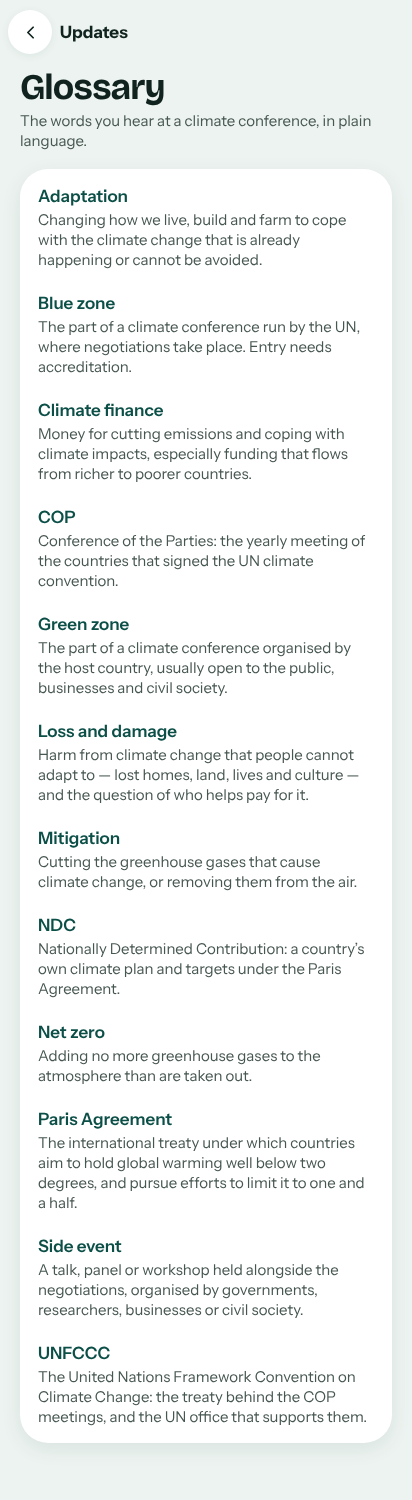 Updates
Glossary
The words you hear at a climate conference, in plain
language.
Adaptation
Changing how we live, build and farm to cope
with the climate change that is already
happening or cannot be avoided.
Blue zone
The part of a climate conference run by the UN,
where negotiations take place. Entry needs
accreditation.
Climate finance
Money for cutting emissions and coping with
climate impacts, especially funding that flows
from richer to poorer countries.
COP
Conference of the Parties: the yearly meeting of
the countries that signed the UN climate
convention.
Green zone
The part of a climate conference organised by
the host country, usually open to the public,
businesses and civil society.
Loss and damage
Harm from climate change that people cannot
adapt to — lost homes, land, lives and culture —
and the question of who helps pay for it.
Mitigation
Cutting the greenhouse gases that cause
climate change, or removing them from the air.
NDC
Nationally Determined Contribution: a country’s
own climate plan and targets under the Paris
Agreement.
Net zero
Adding no more greenhouse gases to the
atmosphere than are taken out.
Paris Agreement
The international treaty under which countries
aim to hold global warming well below two
degrees, and pursue efforts to limit it to one and
a half.
Side event
A talk, panel or workshop held alongside the
negotiations, organised by governments,
researchers, businesses or civil society.
UNFCCC
The United Nations Framework Convention on
Climate Change: the treaty behind the COP
meetings, and the UN office that supports them.